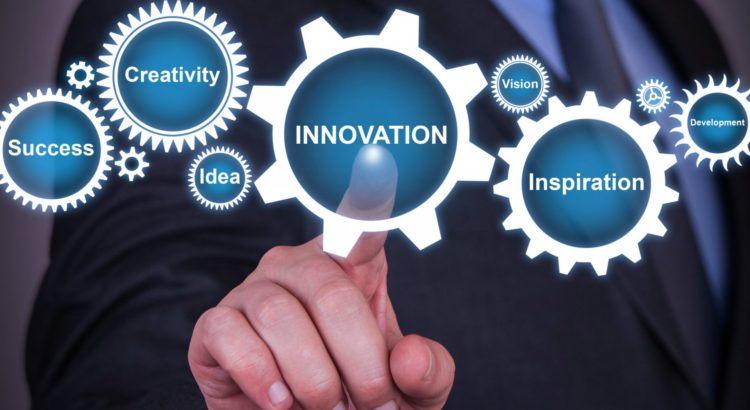 Success
Creativity
Idea
INNOVATION
Vision
Inspiration
Development